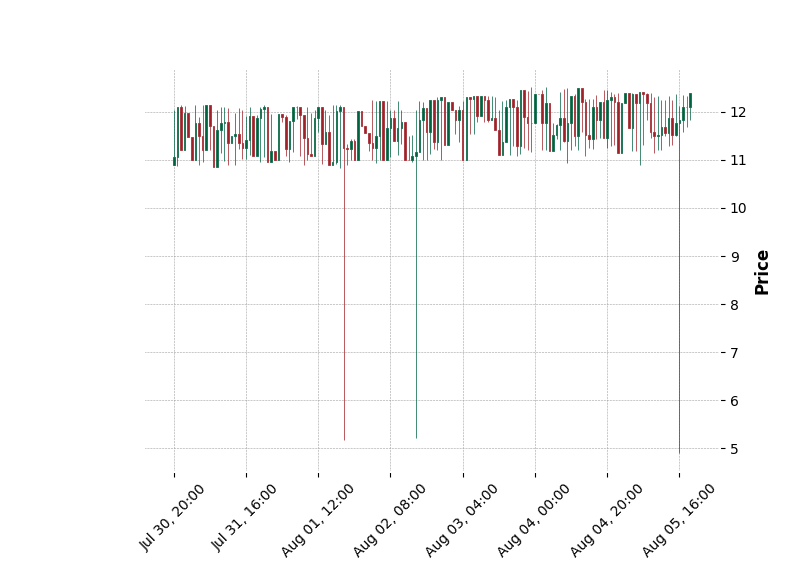 12
11
10
9
8
7
6
5
Price
Jul 30, 20:00
Jul 31, 16:00
Aug 01, 12:00
Aug 02, 08:00
Aug 03, 04:00
Aug 04, 00:00
Aug 04, 20:00
Aug 05, 16:00